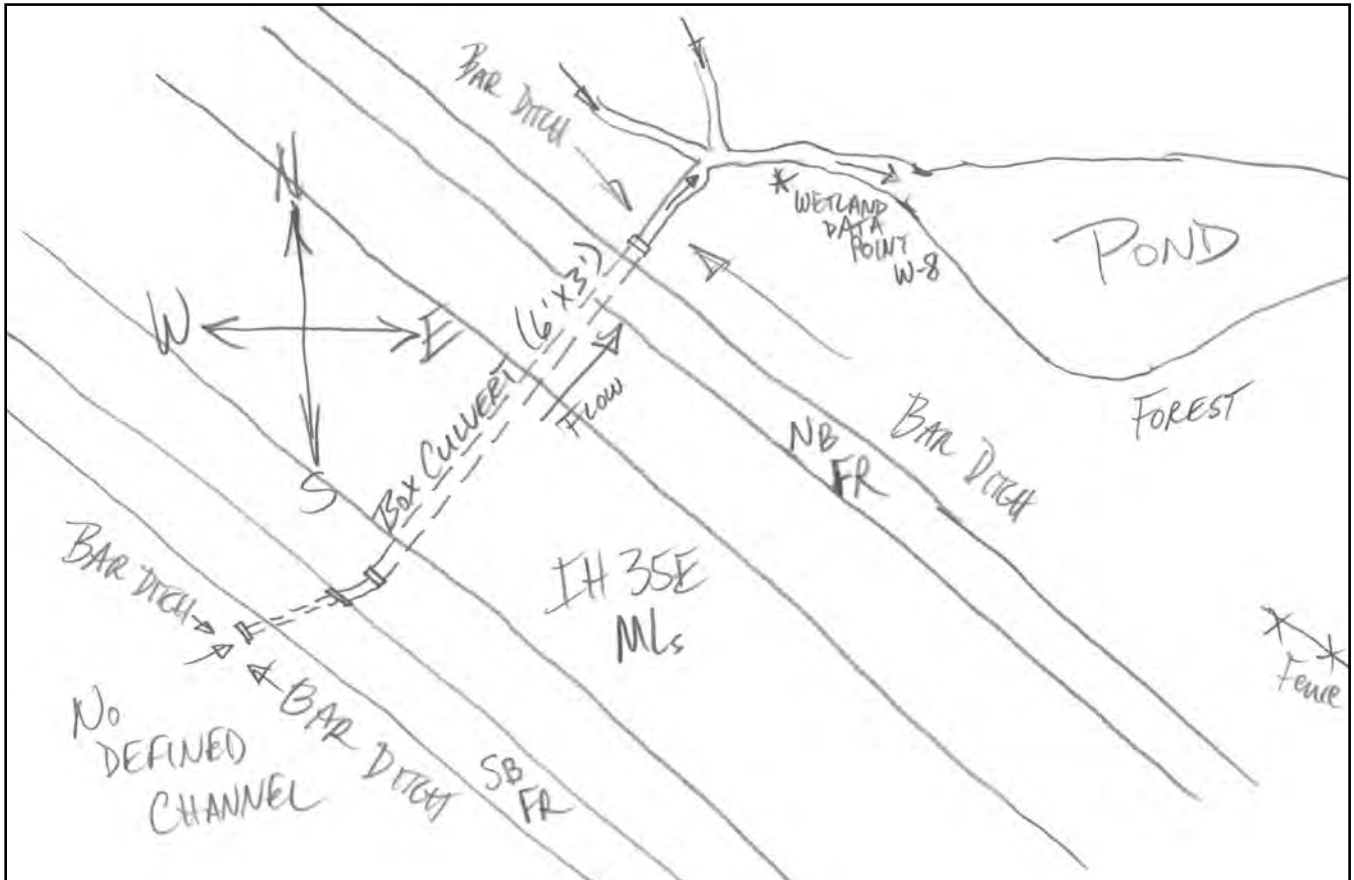 BAR DITCH
N
W
E
S
WETLAND
DATA
POINT
W-8
POND
FOREST
BOX CULVERT (6'X3')
FLOW
NB
FR
BAR DITCH
IH 35E
MLs
BAR DITCH
BAR DITCH
SB
FR
No
DEFINED
CHANNEL
Fence